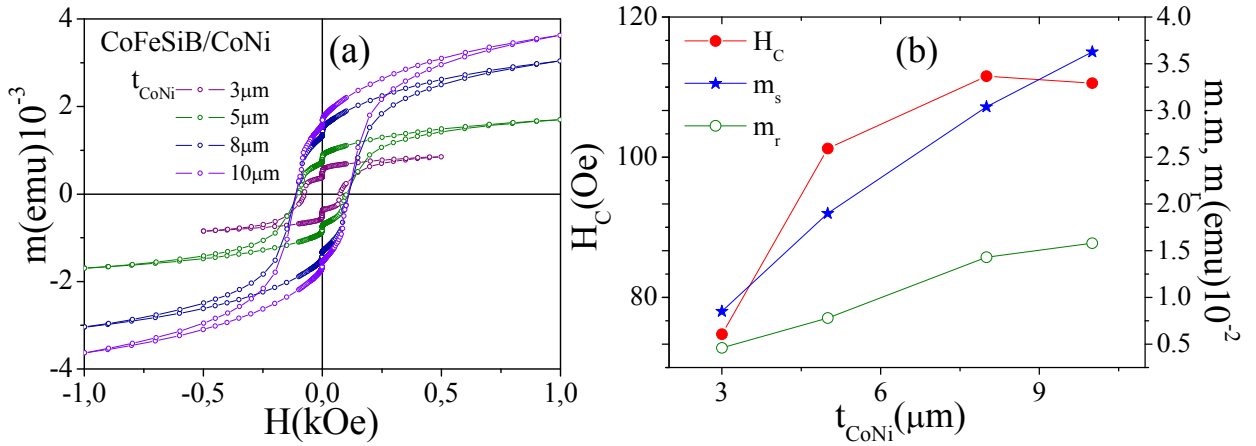 CoFeSiB/CoNi
(a)
t_CoNi
3μm
5μm
8μm
10μm
4
2
0
-2
-4
m(emu)10^-3
-1,0
-0,5
0,0
0,5
1,0
H(kOe)
(b)
H_C
m_s
m_r
120
100
80
H_C(Oe)
4.0
3.5
3.0
2.5
2.0
1.5
1.0
0.5
m.m, m_r(emu)10^-2
3
6
9
t_CoNi(μm)